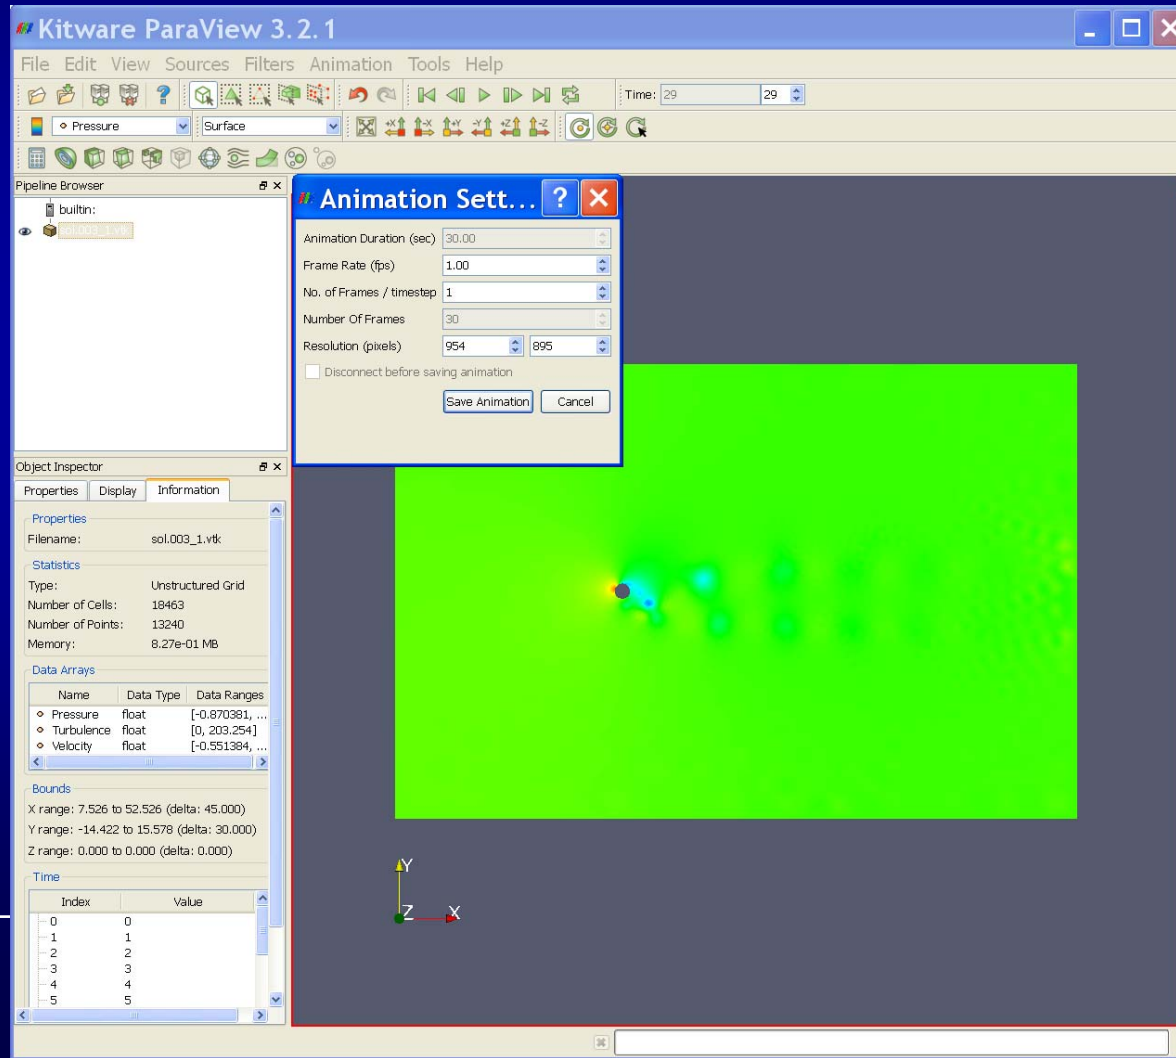 Kitware ParaView 3.2.1
File Edit View Sources Filters Animation Tools Help
? Time: 29 29
Pressure Surface +X -X +Y -Y +Z -Z
Pipeline Browser
builtin:
sol.003_1.vtk
Animation Sett... ?
Animation Duration (sec) 30.00
Frame Rate (fps) 1.00
No. of Frames / timestep 1
Number Of Frames 30
Resolution (pixels) 954 895
Disconnect before saving animation
Save Animation Cancel
Object Inspector
Properties Display Information
Properties
Filename: sol.003_1.vtk
Statistics
Type: Unstructured Grid
Number of Cells: 18463
Number of Points: 13240
Memory: 8.27e-01 MB
Data Arrays
Name Data Type Data Ranges
Pressure float [-0.870381, ...
Turbulence float [0, 203.254]
Velocity float [-0.551384, ...
Bounds
X range: 7.526 to 52.526 (delta: 45.000)
Y range: -14.422 to 15.578 (delta: 30.000)
Z range: 0.000 to 0.000 (delta: 0.000)
Time
Index Value
0 0
1 1
2 2
3 3
4 4
5 5
Y
Z X